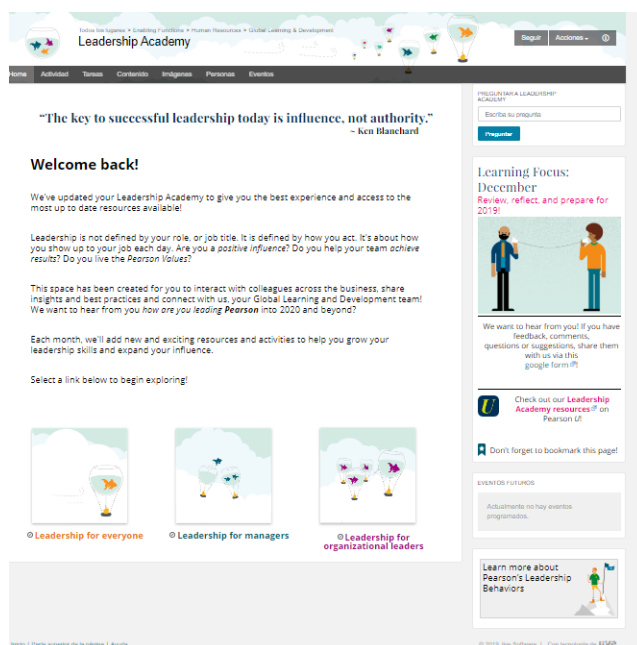 Todos los lugares > Enabling Functions > Human Resources > Global Learning & Development
Leadership Academy
Seguir
Acciones
Home Actividad Tareas Contenido Imágenes Personas Eventos
“The key to successful leadership today is influence, not authority.”
~ Ken Blanchard
Welcome back!
We've updated your Leadership Academy to give you the best experience and access to the
most up to date resources available!
Leadership is not defined by your role, or job title. It is defined by how you act. It's about how
you show up to your job each day. Are you a positive influence? Do you help your team achieve
results? Do you live the Pearson Values?
This space has been created for you to interact with colleagues across the business, share
insights and best practices and connect with us, your Global Learning and Development team!
We want to hear from you how are you leading Pearson into 2020 and beyond?
Each month, we'll add new and exciting resources and activities to help you grow your
leadership skills and expand your influence.
Select a link below to begin exploring!
Leadership for everyone
Leadership for managers
Leadership for
organizational leaders
PREGUNTAR A LEADERSHIP
ACADEMY
Escriba su pregunta
Preguntar
Learning Focus:
December
Review, reflect, and prepare for
2019!
We want to hear from you! If you have
feedback, comments,
questions or suggestions, share them
with us via this
google form!
U
Check out our Leadership
Academy resources on
Pearson U!
Don't forget to bookmark this page!
EVENTOS FUTUROS
Actualmente no hay eventos
programados.
Learn more about
Pearson's Leadership
Behaviors